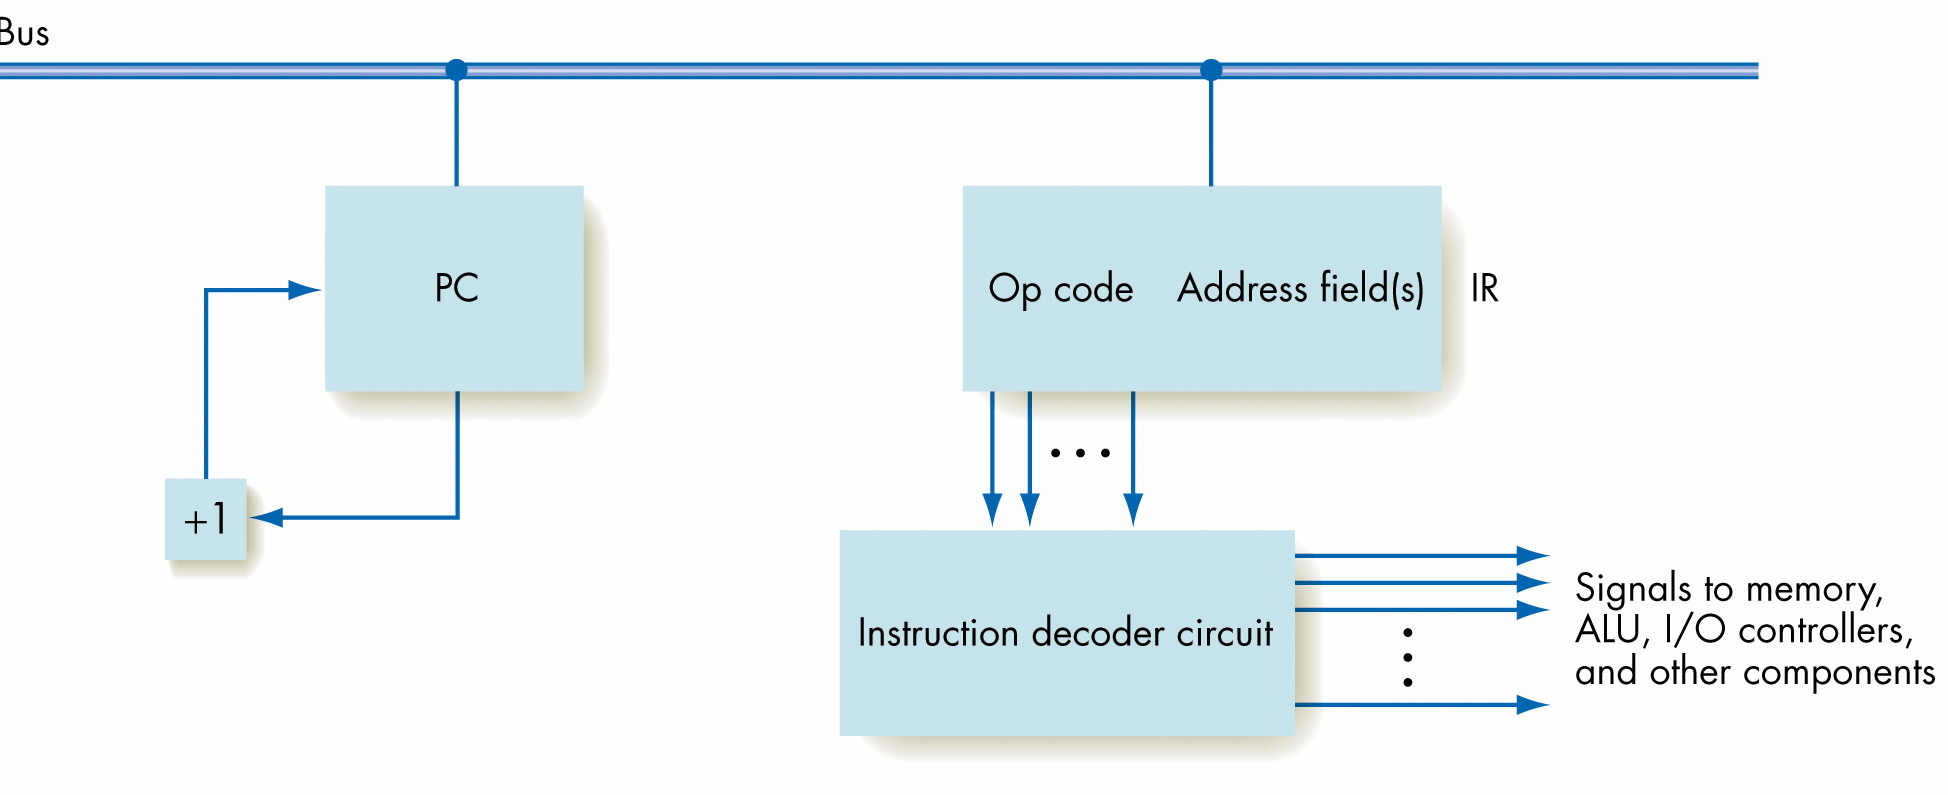 Bus
PC
Op code Address field(s) IR
+1
Instruction decoder circuit
Signals to memory,
ALU, I/O controllers,
and other components